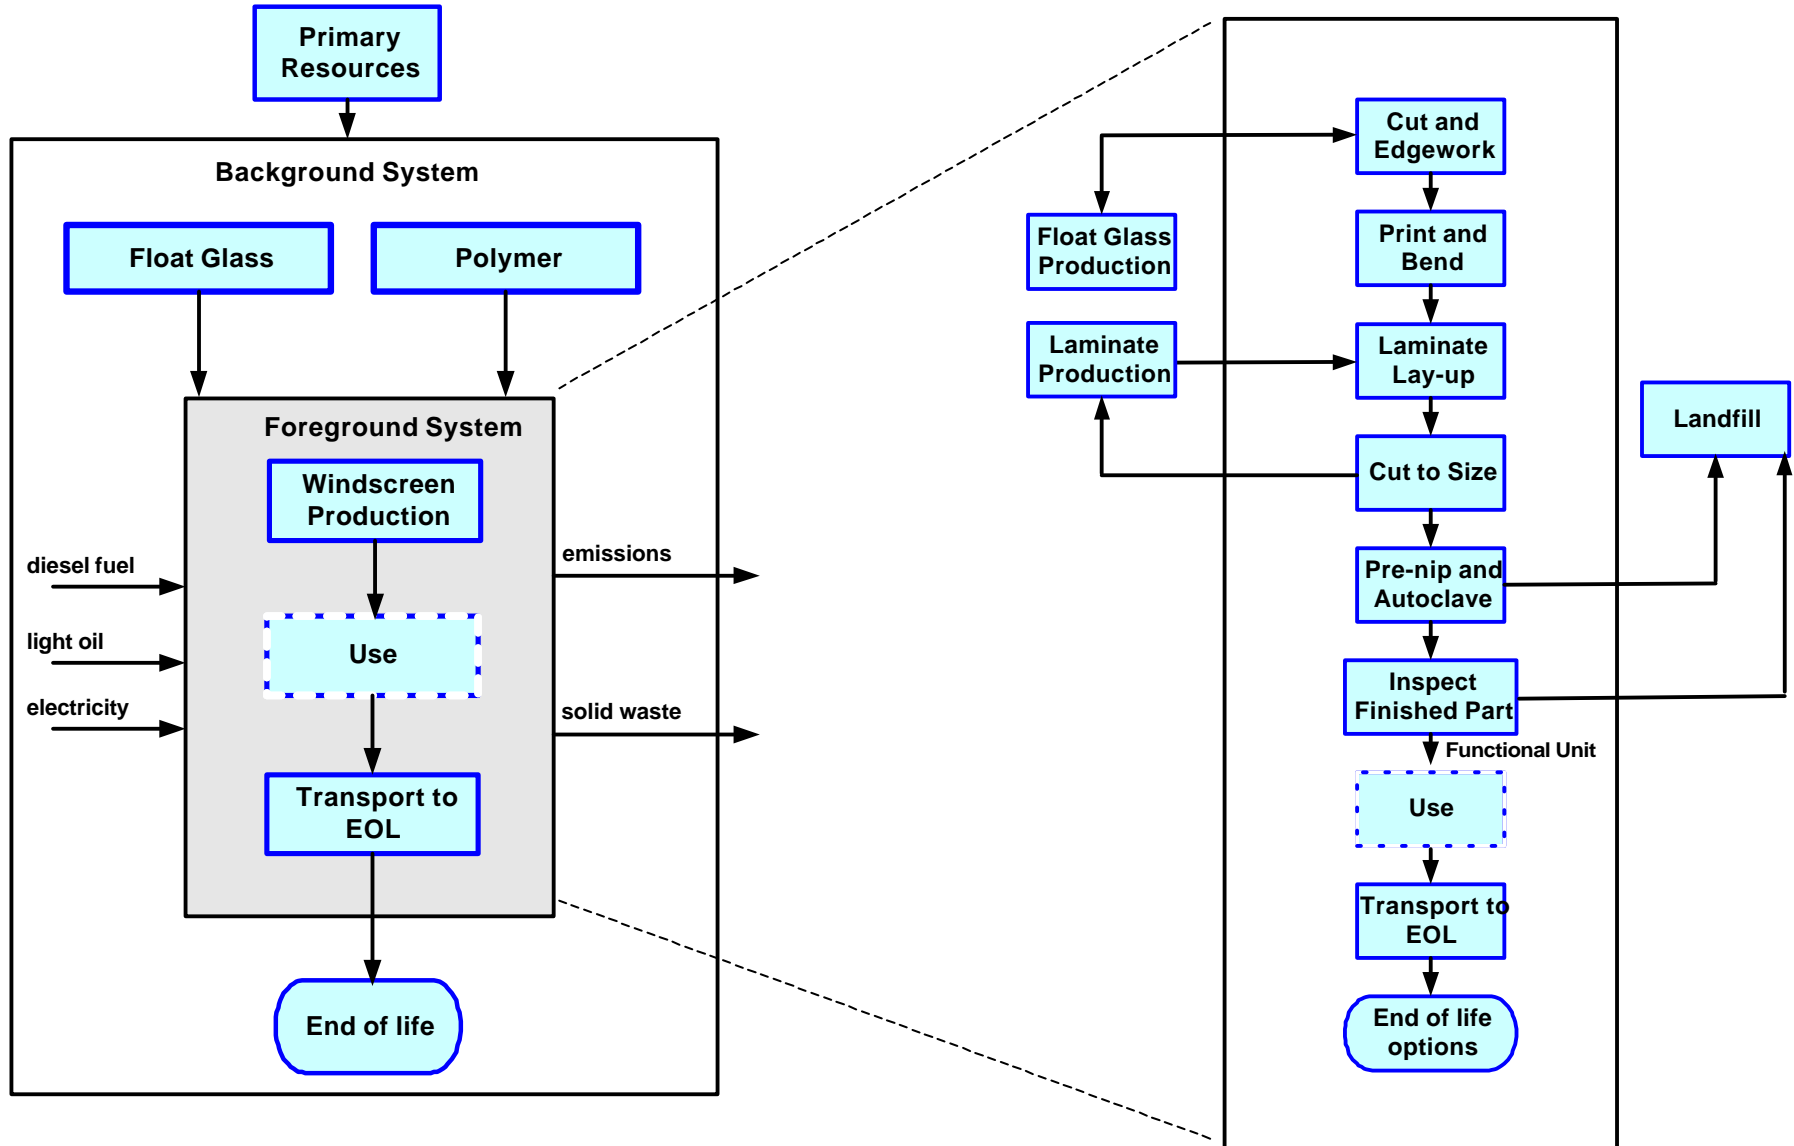 Primary
Resources
Background System
Float Glass
Polymer
Foreground System
Windscreen
Production
diesel fuel
emissions
light oil
Use
electricity
solid waste
Transport to
EOL
End of life
Cut and
Edgework
Float Glass
Production
Print and
Bend
Laminate
Production
Laminate
Lay-up
Landfill
Cut to Size
Pre-nip and
Autoclave
Inspect
Finished Part
Functional Unit
Use
Transport to
EOL
End of life
options